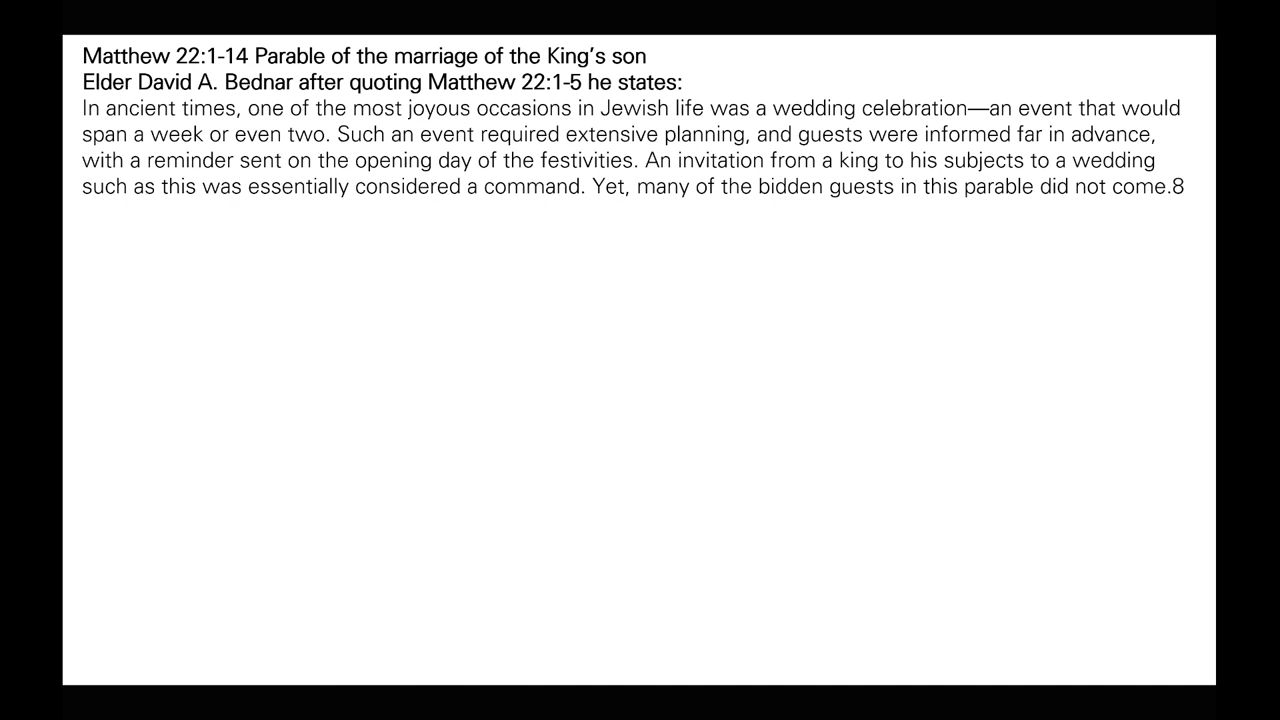 Matthew 22:1-14 Parable of the marriage of the King’s son
Elder David A. Bednar after quoting Matthew 22:1-5 he states:
In ancient times, one of the most joyous occasions in Jewish life was a wedding celebration—an event that would
span a week or even two. Such an event required extensive planning, and guests were informed far in advance,
with a reminder sent on the opening day of the festivities. An invitation from a king to his subjects to a wedding
such as this was essentially considered a command. Yet, many of the bidden guests in this parable did not come.8